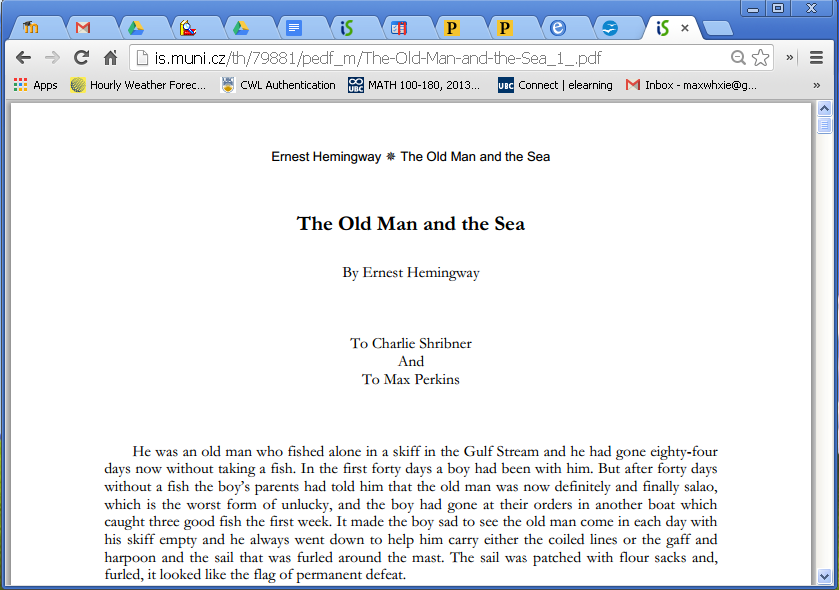 is.muni.cz/th/79881/pedf_m/The-Old-Man-and-the-Sea_1_.pdf
Apps Hourly Weather Forec... CWL Authentication MATH 100-180, 2013... UBC Connect | elearning Inbox - maxwhxie@g... »
Ernest Hemingway ✵ The Old Man and the Sea
The Old Man and the Sea
By Ernest Hemingway
To Charlie Shribner
And
To Max Perkins
He was an old man who fished alone in a skiff in the Gulf Stream and he had gone eighty-four
days now without taking a fish. In the first forty days a boy had been with him. But after forty days
without a fish the boy's parents had told him that the old man was now definitely and finally salao,
which is the worst form of unlucky, and the boy had gone at their orders in another boat which
caught three good fish the first week. It made the boy sad to see the old man come in each day with
his skiff empty and he always went down to help him carry either the coiled lines or the gaff and
harpoon and the sail that was furled around the mast. The sail was patched with flour sacks and,
furled, it looked like the flag of permanent defeat.